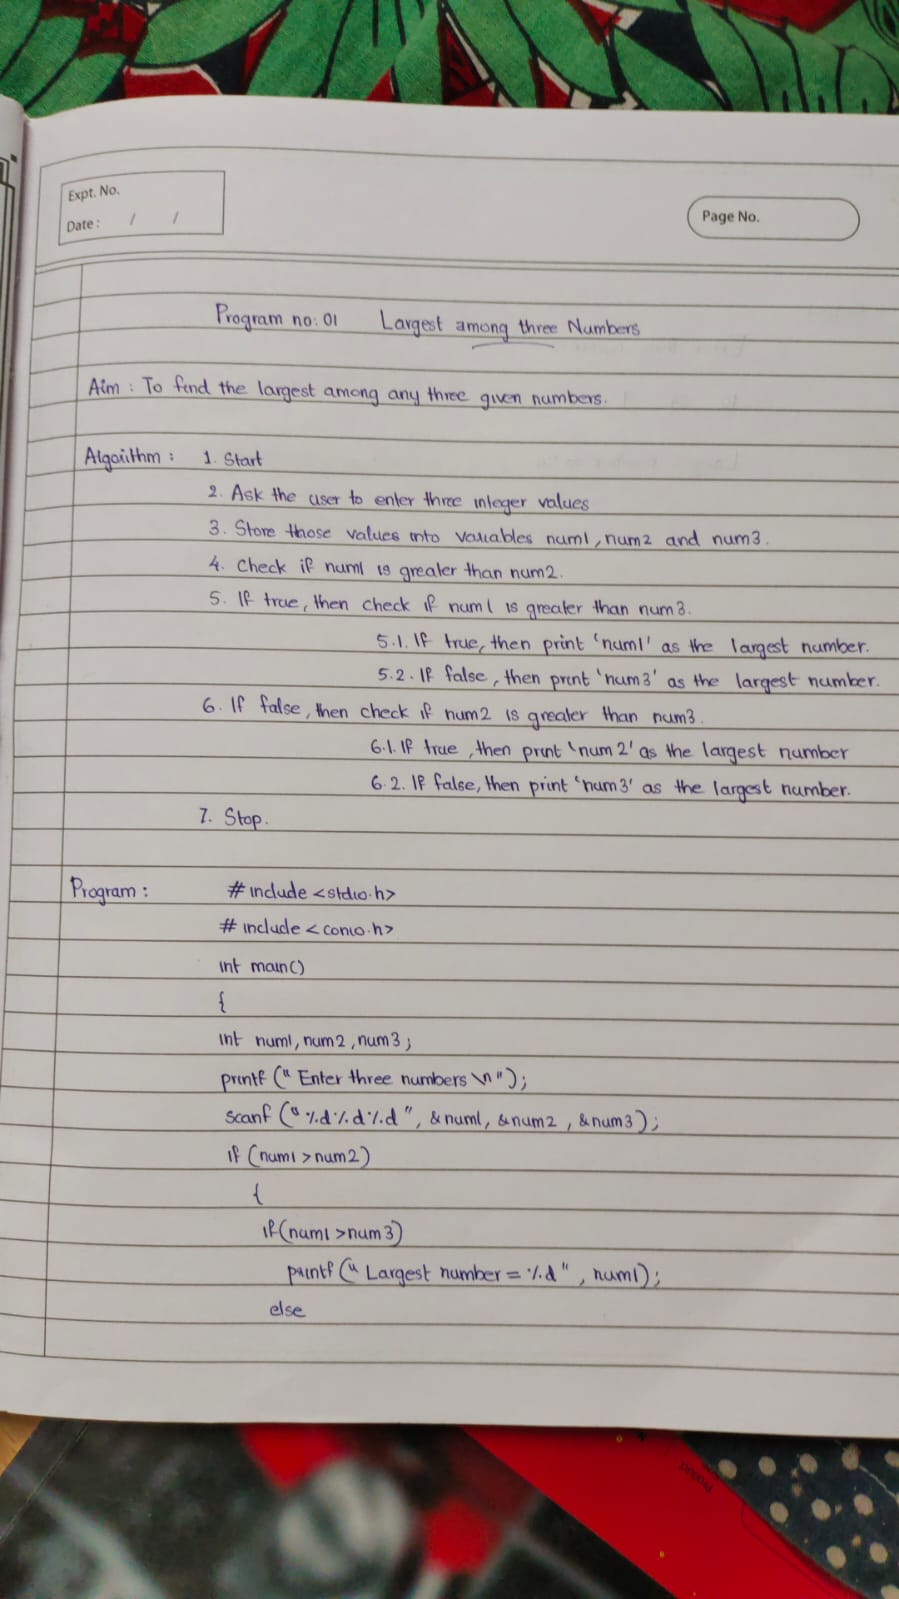 Expt. No.
Date : / /
Page No.
Program no: 01 Largest among three Numbers
Aim : To find the largest among any three given numbers.
Algorithm : 1. Start
2. Ask the user to enter three integer values
3. Store those values into variables num1, num2 and num3.
4. Check if num1 is greater than num2.
5. If true, then check if num1 is greater than num3.
5.1. If true, then print 'num1' as the largest number.
5.2. If false, then print 'num3' as the largest number.
6. If false, then check if num2 is greater than num3.
6.1. If true, then print 'num2' as the largest number
6.2. If false, then print 'num3' as the largest number.
7. Stop.
Program : # include <stdio.h>
# include <conio.h>
int main()
{
int num1, num2, num3;
printf (" Enter three numbers \n");
scanf ("%d%d%d", &num1, &num2, &num3);
if (num1 > num2)
{
if(num1 > num3)
printf (" Largest number = %d", num1);
else